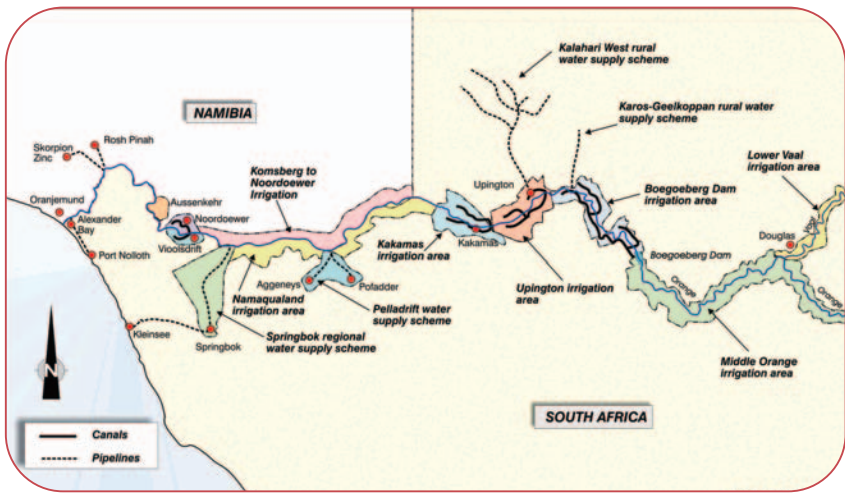 Kalahari West rural
water supply scheme
NAMIBIA
Karos-Geelkoppan rural water
supply scheme
Rosh Pinah
Skorpion
Zinc
Lower Vaal
irrigation area
Komsberg to
Noordoewer
Irrigation
Upington
Boegoeberg Dam
irrigation area
Oranjemund
Aussenkehr
Noordoewer
Alexander
Bay
Vioolsdrift
Kakamas
irrigation area
Kakamas
Douglas
Vaal
Port Nolloth
Boegoeberg Dam
Aggeneys
Pofadder
Orange
Orange
Namaqualand
irrigation area
Upington irrigation
area
Pelladrift water
supply scheme
Kleinsee
Springbok
Springbok regional
water supply scheme
Middle Orange
irrigation area
N
SOUTH AFRICA
Canals
Pipelines